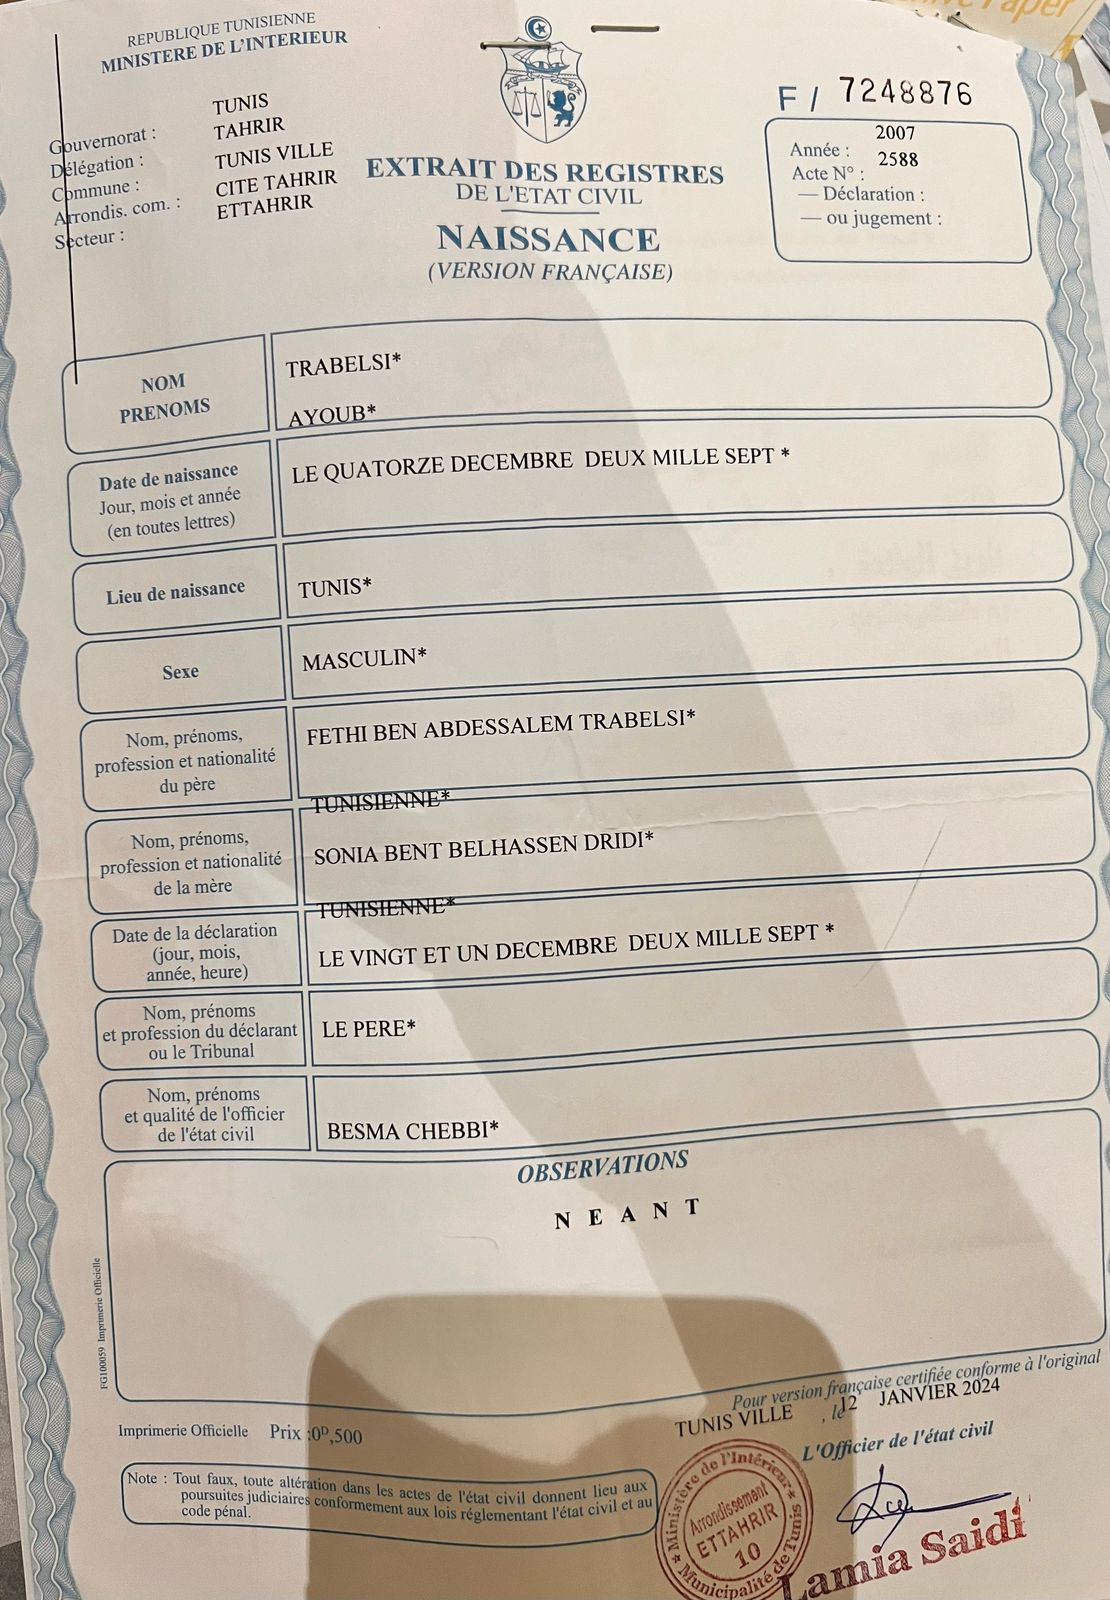 REPUBLIQUE TUNISIENNE
MINISTERE DE L'INTERIEUR
Gouvernorat : TUNIS
Délégation : TAHRIR
Commune : TUNIS VILLE
Arrondis. com. : CITE TAHRIR
Secteur : ETTAHRIR
EXTRAIT DES REGISTRES
DE L'ETAT CIVIL
NAISSANCE
(VERSION FRANÇAISE)
F / 7248876
Année : 2007
Acte N° : 2588
— Déclaration :
— ou jugement :
NOM
PRENOMS
TRABELSI*
AYOUB*
Date de naissance
Jour, mois et année
(en toutes lettres)
LE QUATORZE DECEMBRE DEUX MILLE SEPT *
Lieu de naissance
TUNIS*
Sexe
MASCULIN*
Nom, prénoms,
profession et nationalité
du père
FETHI BEN ABDESSALEM TRABELSI*
TUNISIENNE*
Nom, prénoms,
profession et nationalité
de la mère
SONIA BENT BELHASSEN DRIDI*
TUNISIENNE*
Date de la déclaration
(jour, mois,
année, heure)
LE VINGT ET UN DECEMBRE DEUX MILLE SEPT *
Nom, prénoms
et profession du déclarant
ou le Tribunal
LE PERE*
Nom, prénoms
et qualité de l'officier
de l'état civil
BESMA CHEBBI*
OBSERVATIONS
N E A N T
FG100059 Imprimerie Officielle
Pour version française certifiée conforme à l'original
TUNIS VILLE , le 12 JANVIER 2024
L'Officier de l'état civil
Imprimerie Officielle Prix :0ᴰ,500
Note : Tout faux, toute altération dans les actes de l'état civil donnent lieu aux
poursuites judiciaires conformement aux lois réglementant l'état civil et au
code pénal.
Ministère de l'Intérieur
Arrondissement
ETTAHRIR
10
Municipalité de Tunis
Lamia Saidi